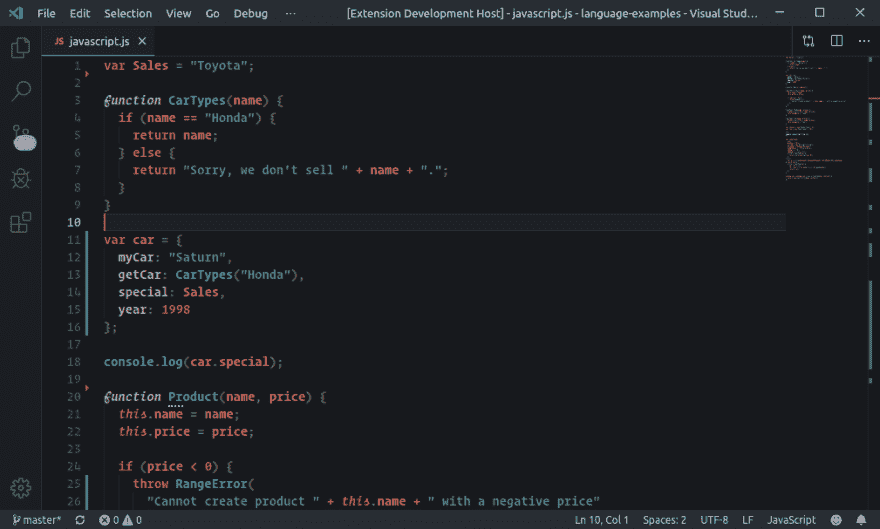 File Edit Selection View Go Debug ··· [Extension Development Host] - javascript.js - language-examples - Visual Stud...
JS javascript.js ×
1 var Sales = "Toyota";
2
3 function CarTypes(name) {
4 if (name == "Honda") {
5 return name;
6 } else {
7 return "Sorry, we don't sell " + name + ".";
8 }
9 }
10
11 var car = {
12 myCar: "Saturn",
13 getCar: CarTypes("Honda"),
14 special: Sales,
15 year: 1998
16 };
17
18 console.log(car.special);
19
20 function Product(name, price) {
21 this.name = name;
22 this.price = price;
23
24 if (price < 0) {
25 throw RangeError(
26 "Cannot create product " + this.name + " with a negative price"
master* 0 0 Ln 10, Col 1 Spaces: 2 UTF-8 LF JavaScript